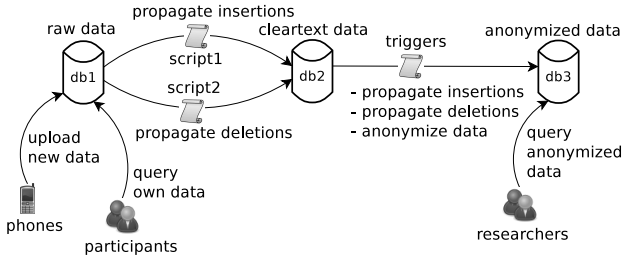 propagate insertions
raw data
cleartext data
anonymized data
script1
triggers
db1
db2
db3
script2
- propagate insertions
- propagate deletions
- anonymize data
propagate deletions
upload
new data
query
own data
query
anonymized
data
phones
participants
researchers